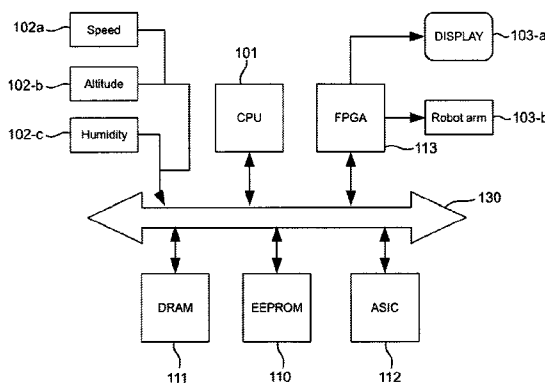 102a
Speed
102-b
Altitude
102-c
Humidity
101
CPU
FPGA
113
DISPLAY
103-a
Robot arm
103-b
130
DRAM
111
EEPROM
110
ASIC
112